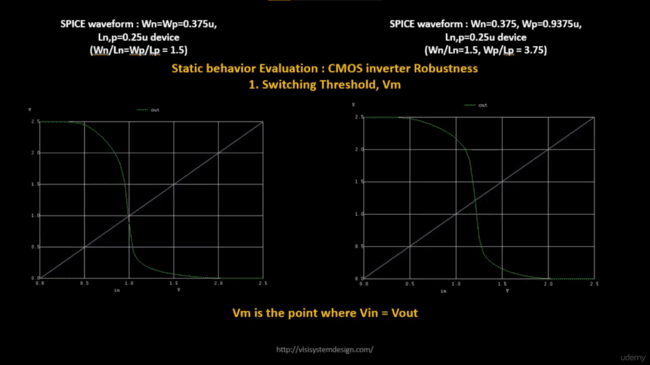 SPICE waveform : Wn=Wp=0.375u,
Ln,p=0.25u device
(Wn/Ln=Wp/Lp = 1.5)
SPICE waveform : Wn=0.375, Wp=0.9375u,
Ln,p=0.25u device
(Wn/Ln=1.5, Wp/Lp = 3.75)
Static behavior Evaluation : CMOS inverter Robustness
1. Switching Threshold, Vm
V
out
2.5
2.0
1.5
1.0
0.5
0.0
0.0 0.5 1.0 1.5 2.0 2.5
in V
V
out
2.5
2.0
1.5
1.0
0.5
0.0
0.0 0.5 1.0 1.5 2.0 2.5
in V
Vm is the point where Vin = Vout
http://vlsisystemdesign.com/
udemy